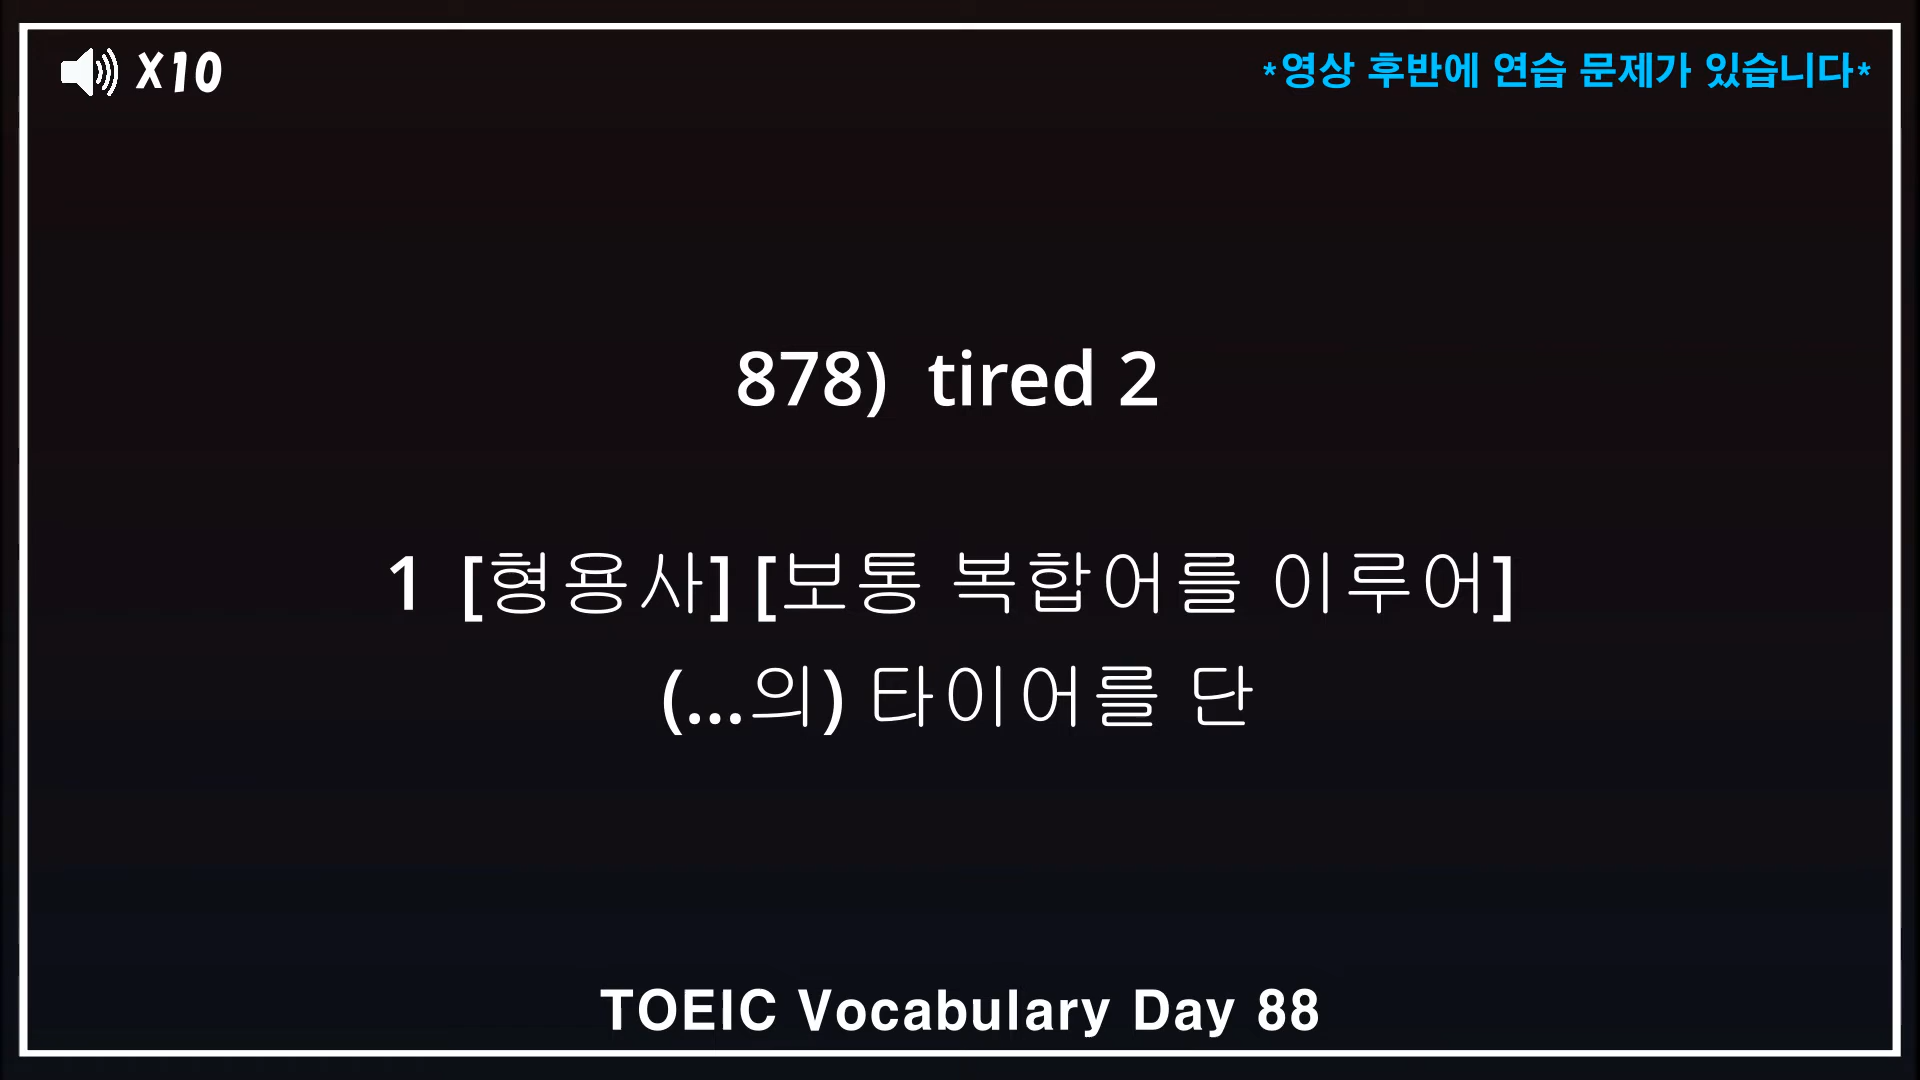 X10
*영상 후반에 연습 문제가 있습니다*
878) tired 2
1 [형용사] [보통 복합어를 이루어]
(...의) 타이어를 단
TOEIC Vocabulary Day 88